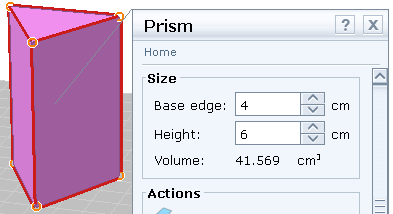 Prism
? x
Home
Size
Base edge: 4 cm
Height: 6 cm
Volume: 41.569 cm³
Actions